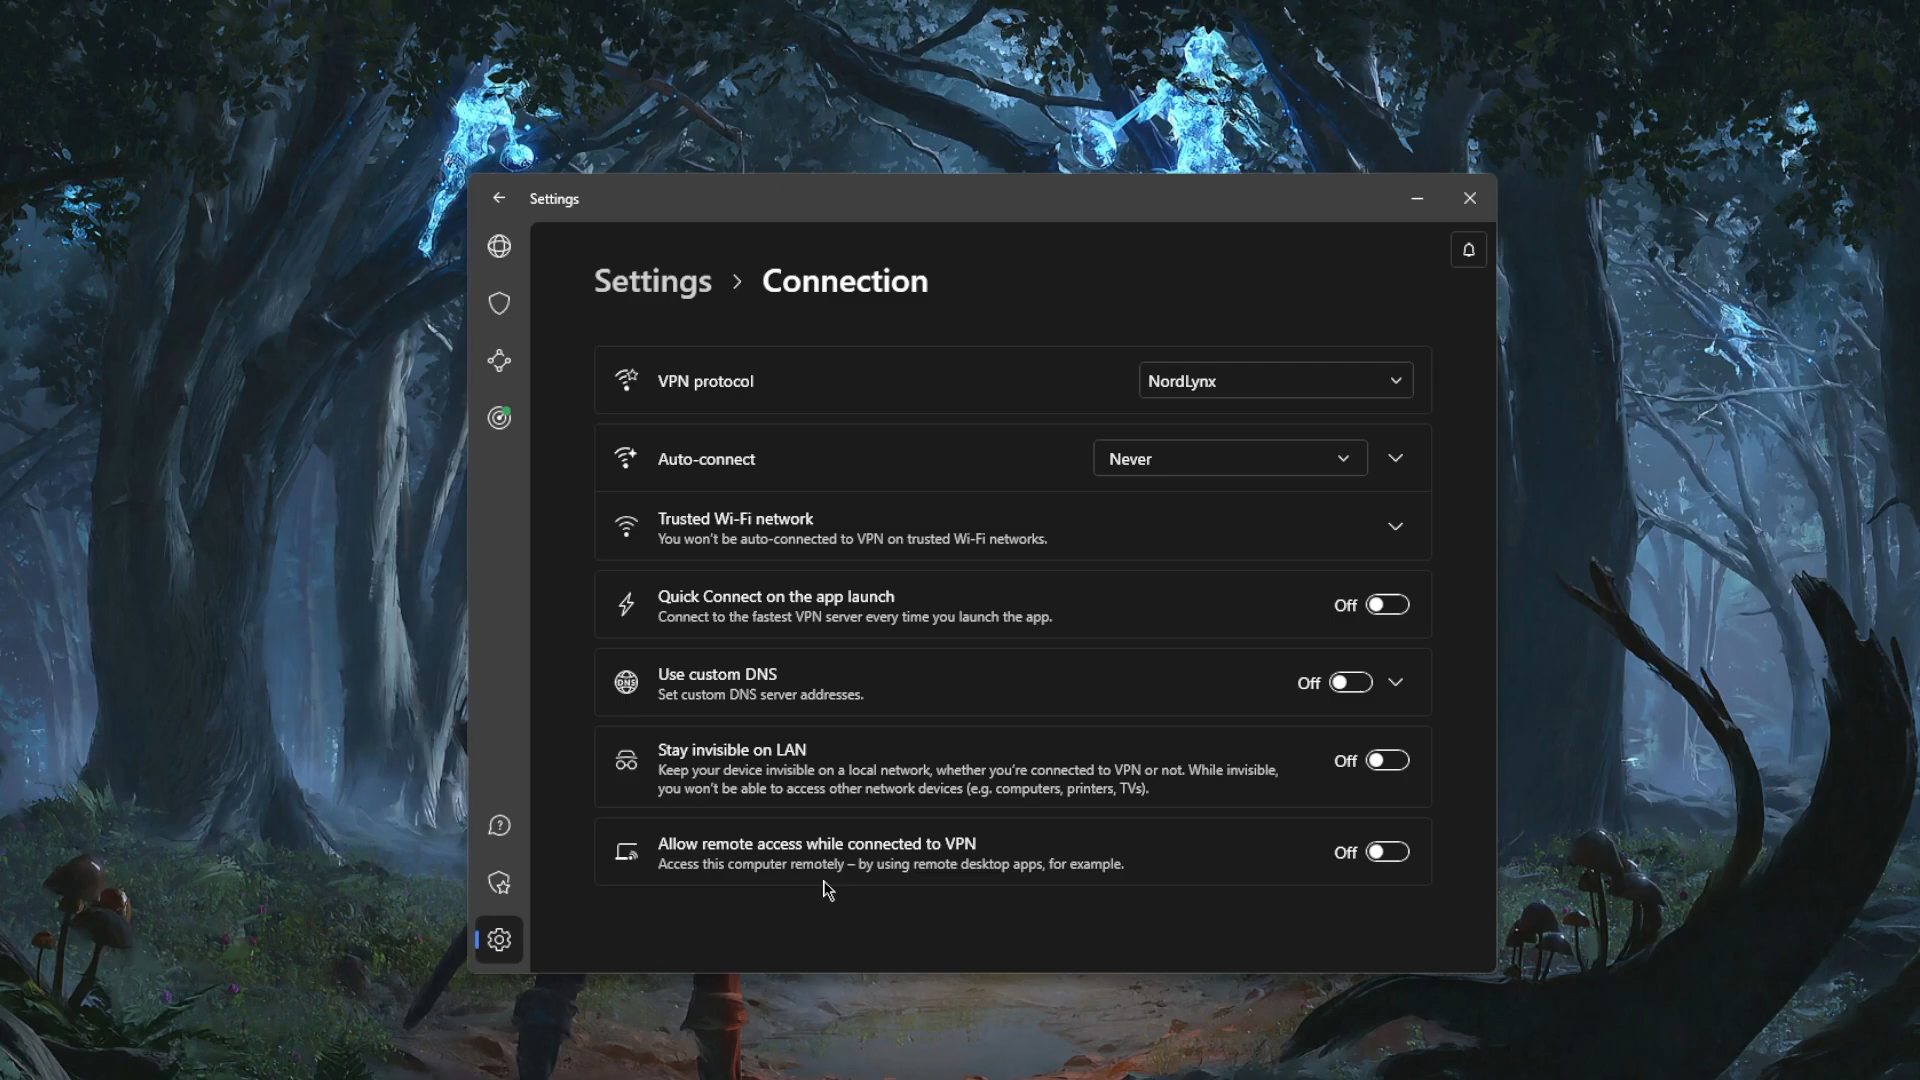 Settings
Settings > Connection
VPN protocol
NordLynx
Auto-connect
Never
Trusted Wi-Fi network
You won't be auto-connected to VPN on trusted Wi-Fi networks.
Quick Connect on the app launch
Connect to the fastest VPN server every time you launch the app.
Off
DNS
Use custom DNS
Set custom DNS server addresses.
Off
Stay invisible on LAN
Keep your device invisible on a local network, whether you're connected to VPN or not. While invisible,
you won't be able to access other network devices (e.g. computers, printers, TVs).
Off
Allow remote access while connected to VPN
Access this computer remotely – by using remote desktop apps, for example.
Off